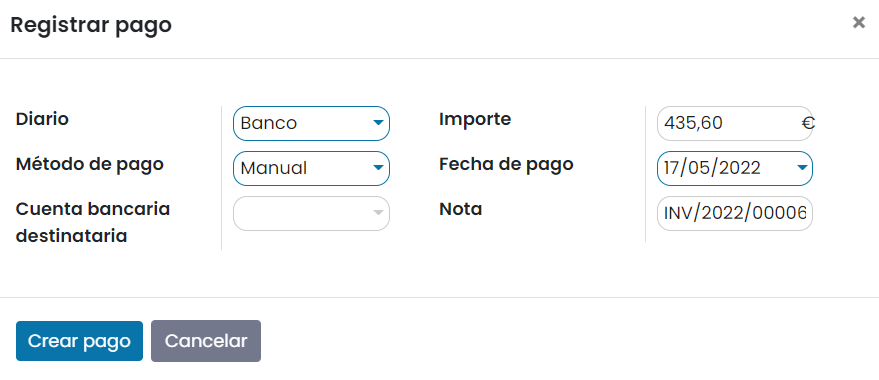 Registrar pago ×
Diario Banco Importe 435,60 €
Método de pago Manual Fecha de pago 17/05/2022
Cuenta bancaria Nota INV/2022/00006
destinataria
Crear pago Cancelar